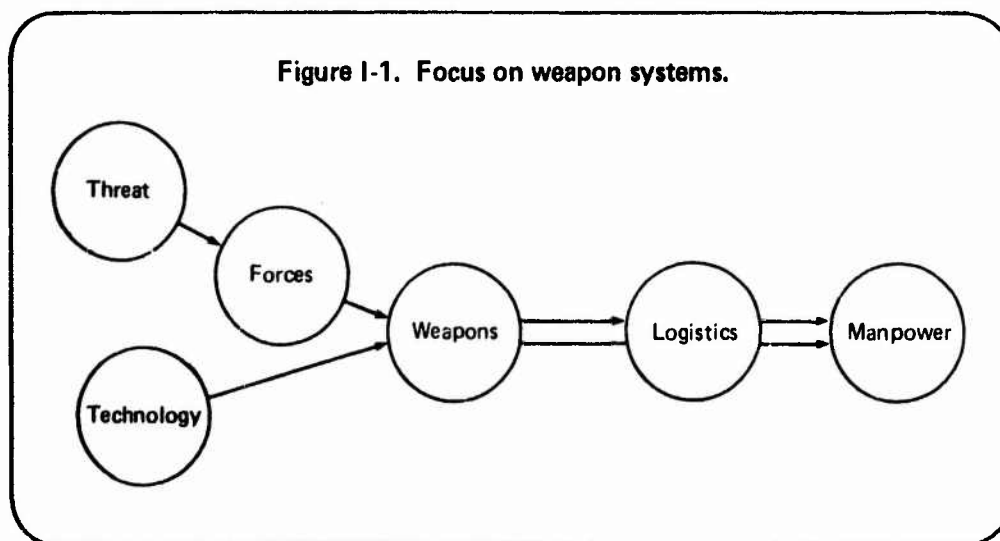 Figure I-1. Focus on weapon systems.
Threat
Forces
Weapons
Logistics
Manpower
Technology